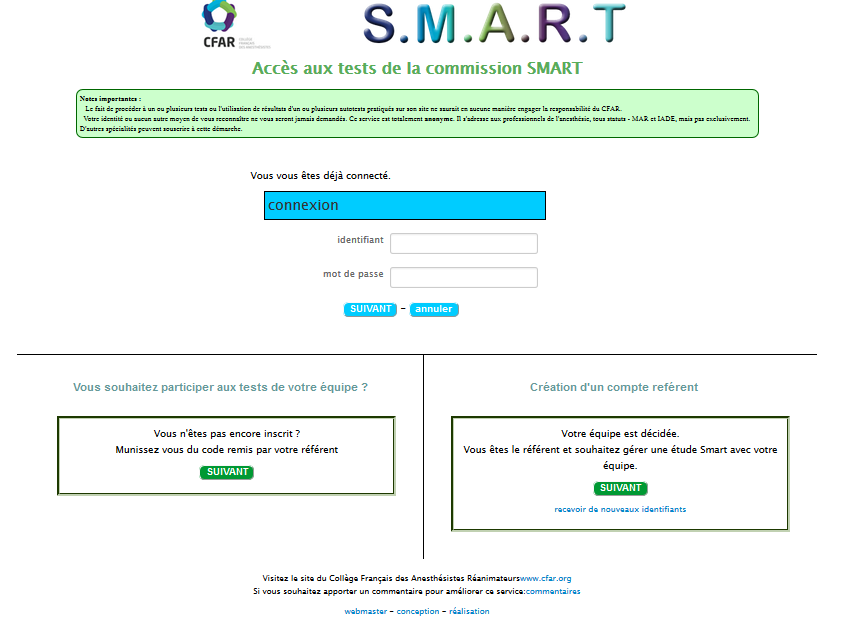 CFAR
S.M.A.R.T
Accès aux tests de la commission SMART
Notes importantes :
Le fait de procéder à un ou plusieurs tests ou l'utilisation de résultats d'un ou plusieurs autotests pratiqués sur son site ne saurait en aucune manière engager la responsabilité du CFAR.
Votre identité ou aucun autre moyen de vous reconnaître ne vous seront jamais demandés. Ce service est totalement anonyme. Il s'adresse aux professionnels de l'anesthésie, tous statuts - MAR et IADE, mais pas exclusivement.
D'autres spécialités peuvent souscrire à cette démarche.
Vous vous êtes déjà connecté.
connexion
identifiant
mot de passe
SUIVANT - annuler
Vous souhaitez participer aux tests de votre équipe ?
Vous n'êtes pas encore inscrit ?
Munissez vous du code remis par votre référent
SUIVANT
Création d'un compte reférent
Votre équipe est décidée.
Vous êtes le référent et souhaitez gérer une étude Smart avec votre
équipe.
SUIVANT
recevoir de nouveaux identifiants
Visitez le site du Collège Français des Anesthésistes Réanimateurswww.cfar.org
Si vous souhaitez apporter un commentaire pour améliorer ce service:commentaires
webmaster - conception - réalisation